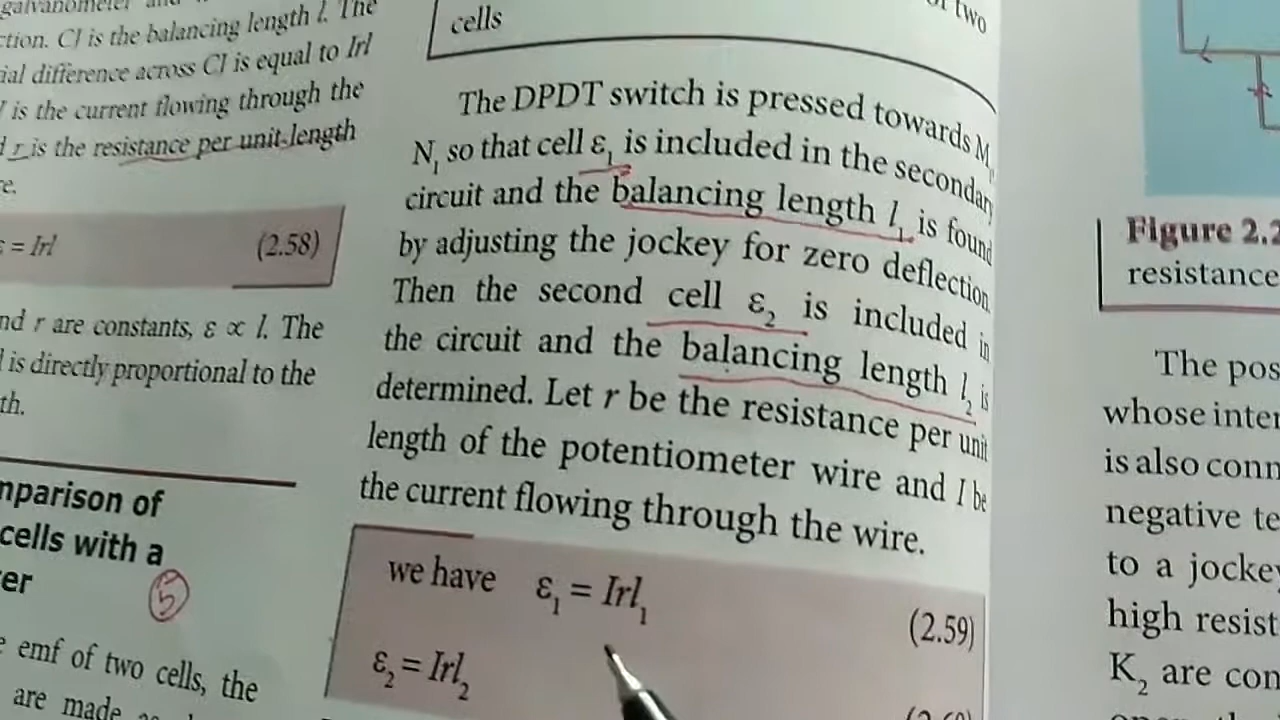 galvanometer and
ction. CJ is the balancing length l. The
ial difference across CJ is equal to Irl
is the current flowing through the
r is the resistance per unit length
re.
ε = Irl (2.58)
nd r are constants, ε ∝ l. The
is directly proportional to the
th.
mparison of
cells with a
er
5
emf of two cells, the
are made
of two
cells
The DPDT switch is pressed towards M₁,
N₁ so that cell ε₁ is included in the secondary
circuit and the balancing length l₁ is found
by adjusting the jockey for zero deflection.
Then the second cell ε₂ is included in
the circuit and the balancing length l₂ is
determined. Let r be the resistance per unit
length of the potentiometer wire and I be
the current flowing through the wire.
we have ε₁ = Irl₁ (2.59)
ε₂ = Irl₂
Figure 2.2
resistance
The pos
whose inter
is also conn
negative te
to a jockey
high resist
K₂ are con